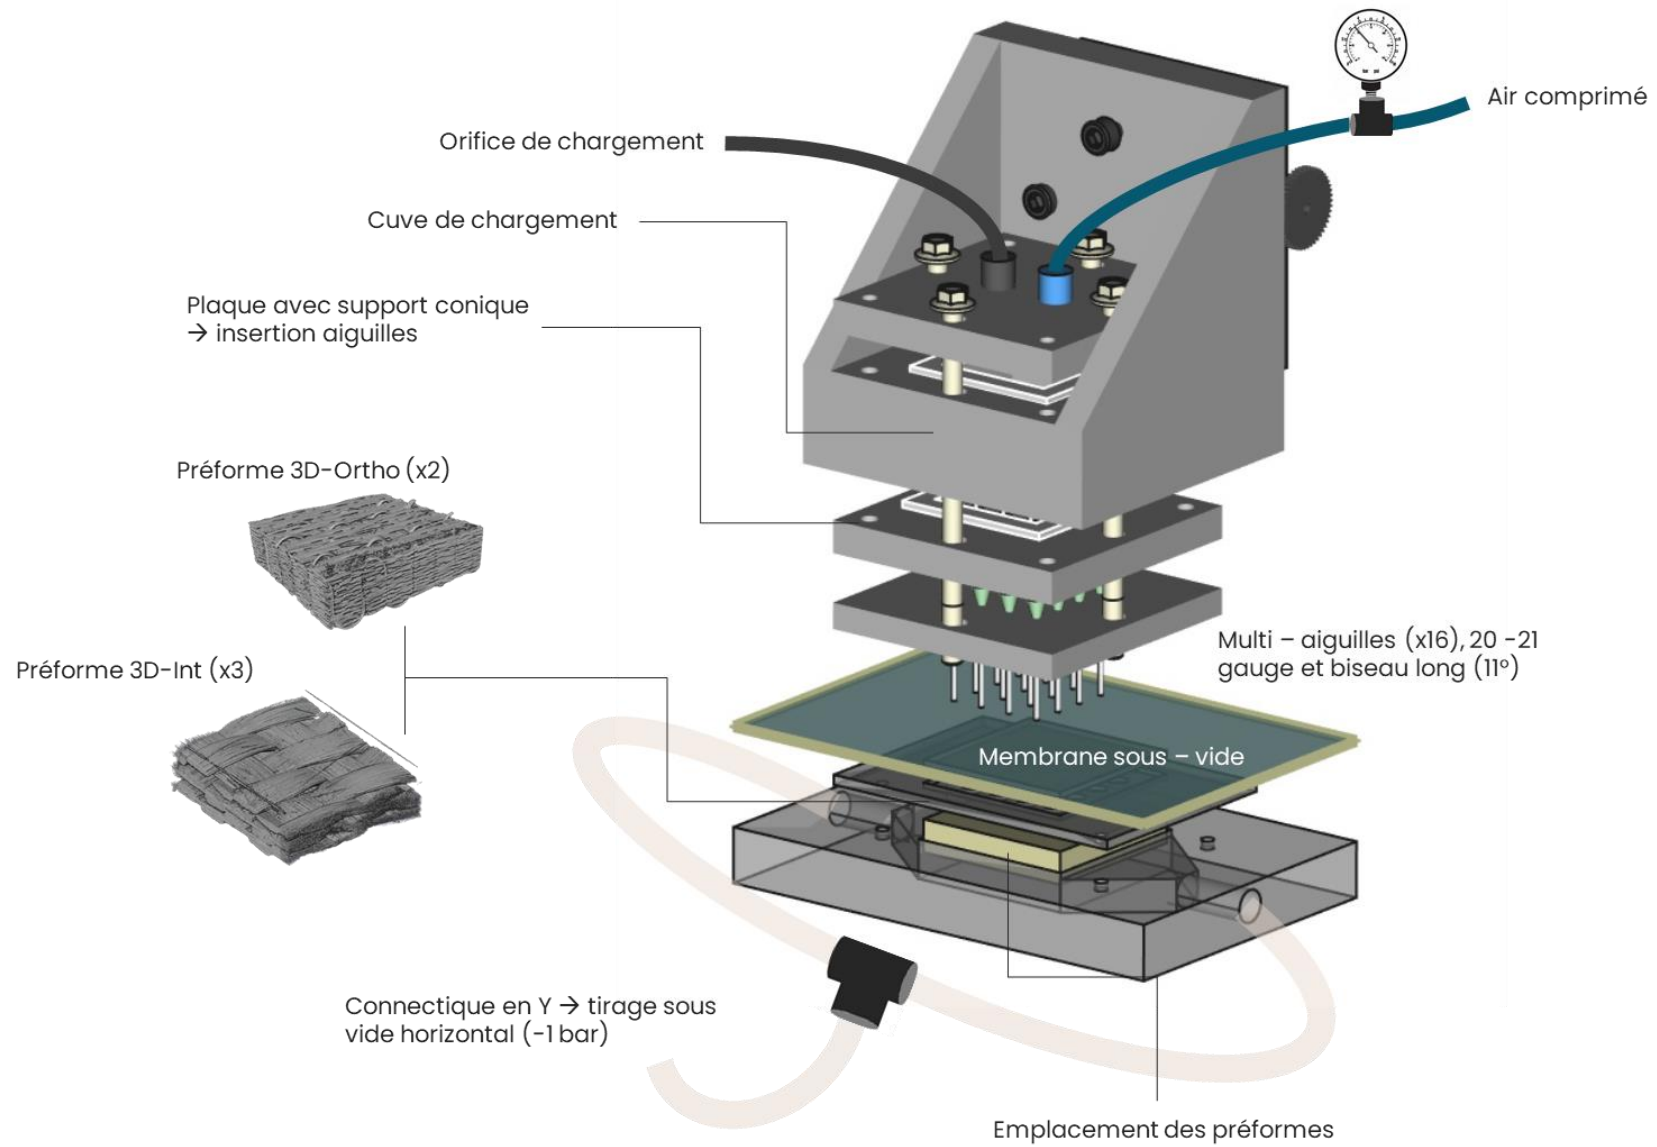 Air comprimé
Orifice de chargement
Cuve de chargement
Plaque avec support conique
→ insertion aiguilles
Préforme 3D-Ortho (x2)
Multi – aiguilles (x16), 20 -21
gauge et biseau long (11°)
Préforme 3D-Int (x3)
Membrane sous – vide
Connectique en Y → tirage sous
vide horizontal (-1 bar)
Emplacement des préformes